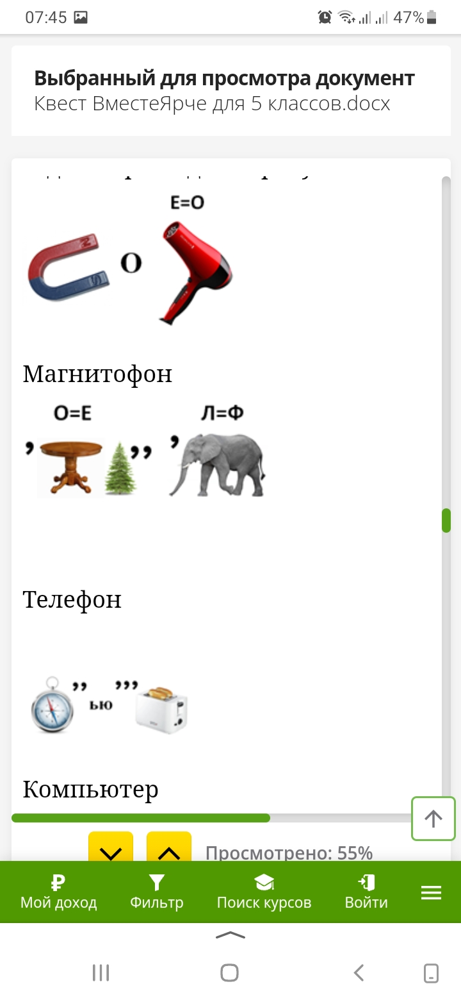 07:45 47%
Выбранный для просмотра документ
Квест ВместеЯрче для 5 классов.docx
Е=О
N
S
О
Магнитофон
О=Е Л=Ф
, ,, ,
Телефон
,, ью ,,,
Компьютер
Просмотрено: 55%
₽
Мой доход Фильтр Поиск курсов Войти